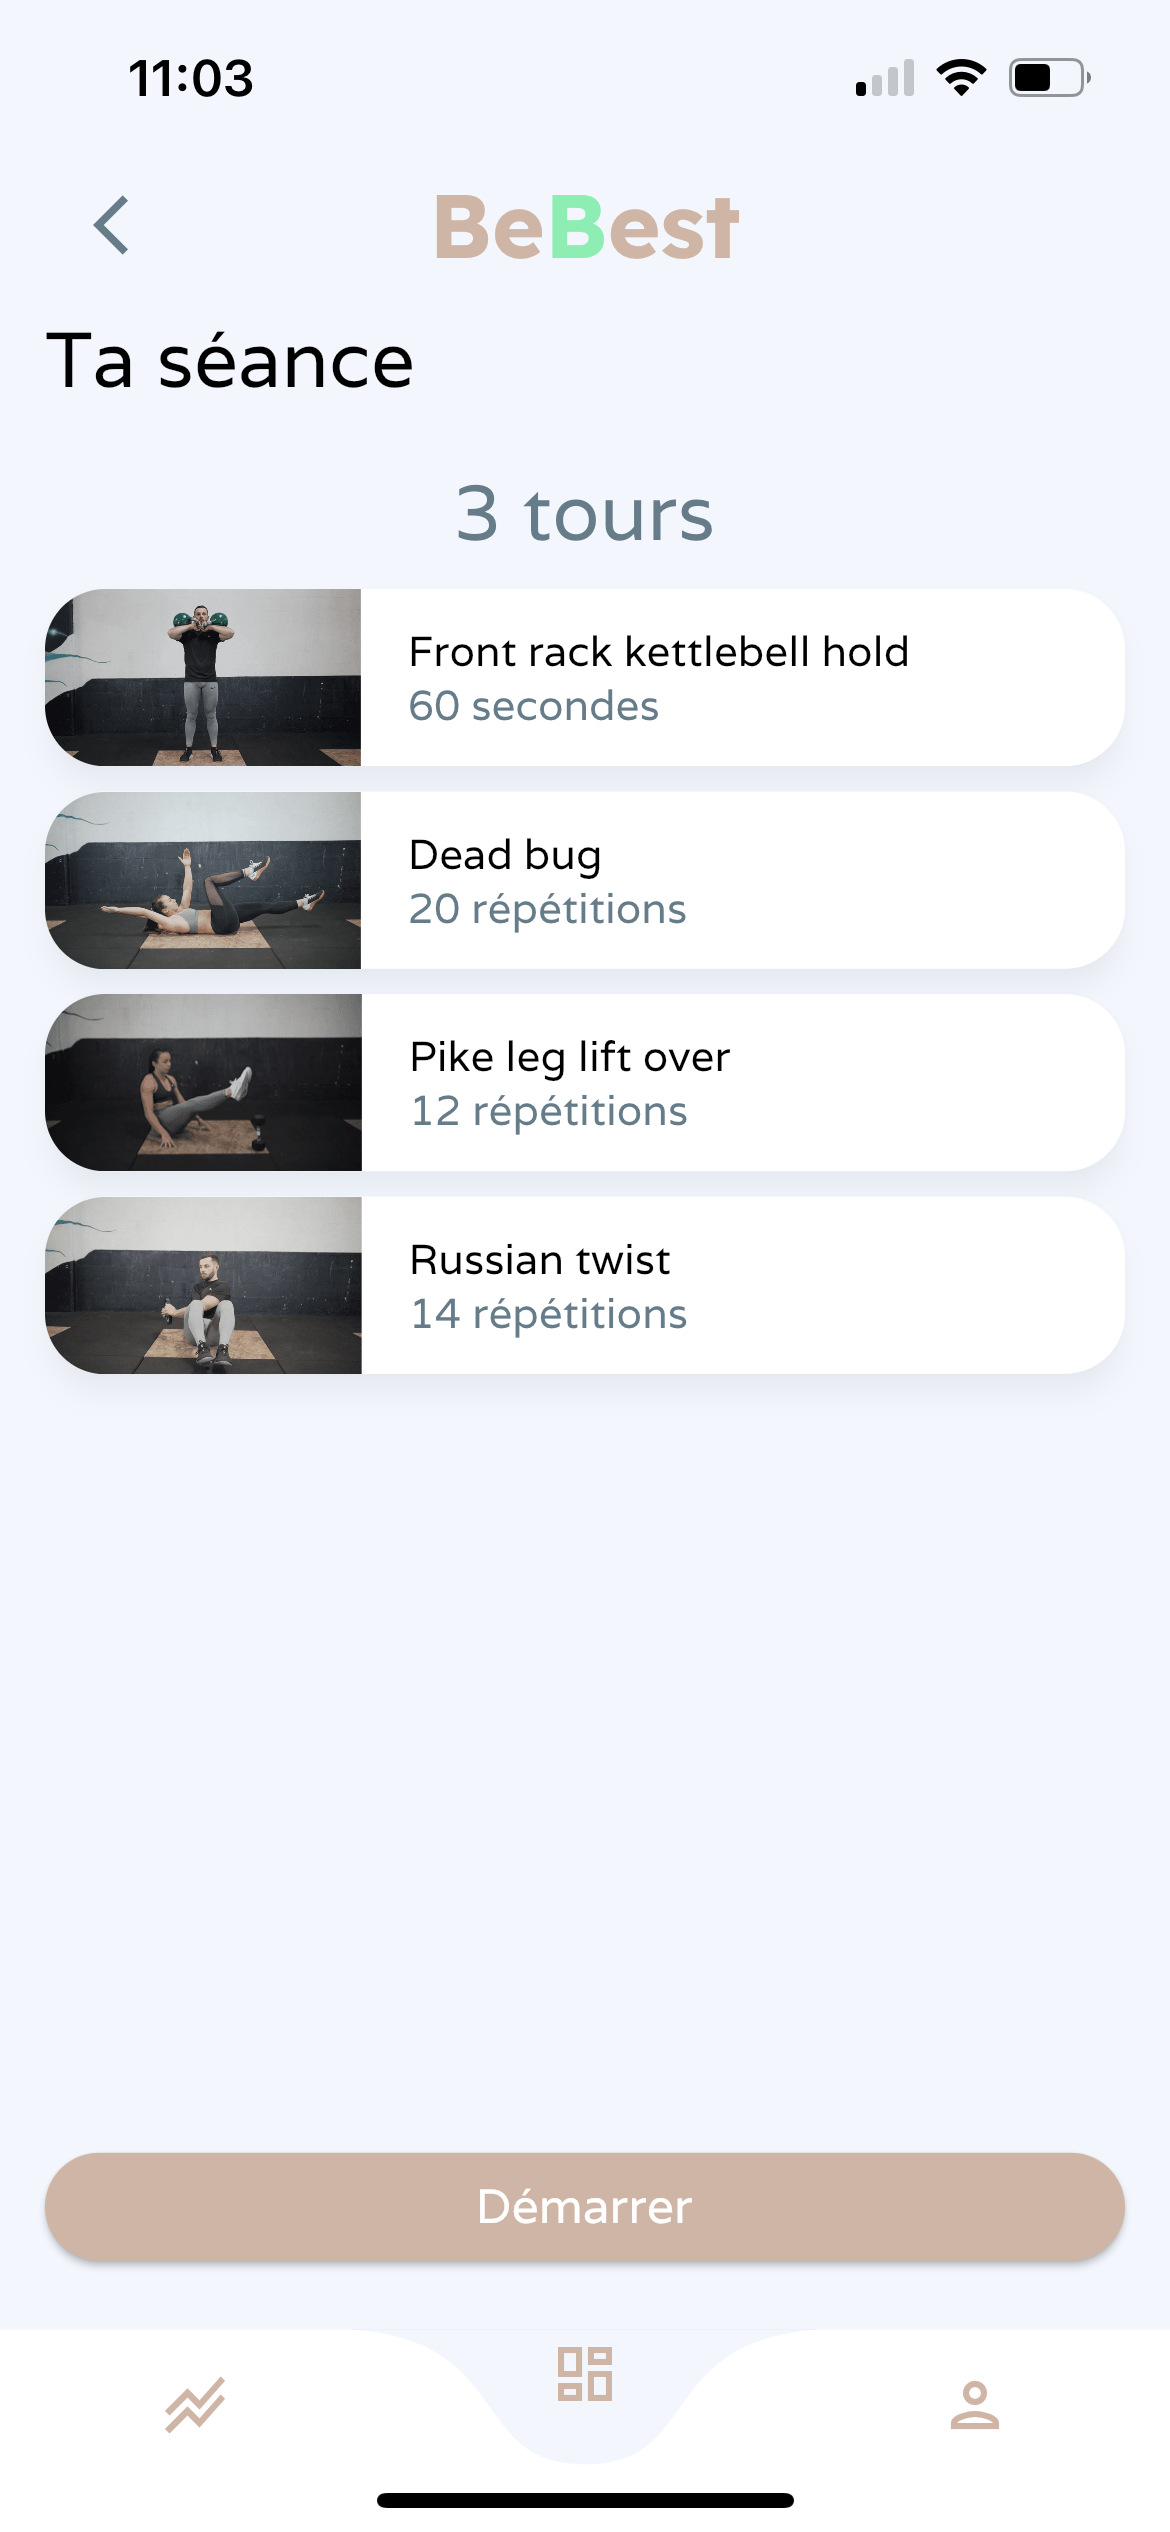 11:03
BeBest
Ta séance
3 tours
Front rack kettlebell hold
60 secondes
Dead bug
20 répétitions
Pike leg lift over
12 répétitions
Russian twist
14 répétitions
Démarrer